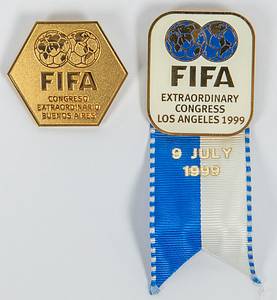 FIFA
CONGRESO
EXTRAORDINARIO
BUENOS AIRES
FIFA
EXTRAORDINARY
CONGRESS
LOS ANGELES 1999
9 JULY
1999